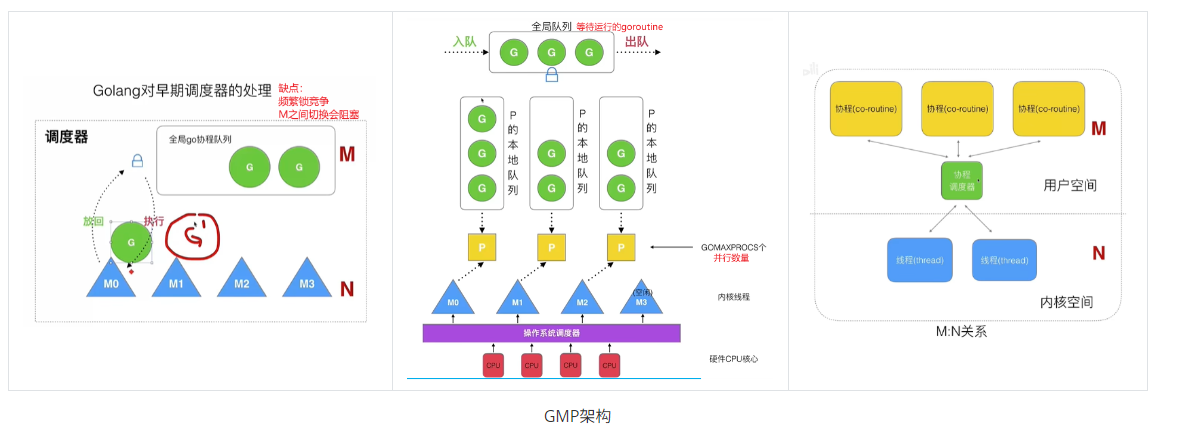 Golang对早期调度器的处理
缺点：
频繁锁竞争
M之间切换会阻塞
调度器
全局go协程队列
G
G
M
放回
执行
G
G'
M0
M1
M2
M3
N
全局队列 等待运行的goroutine
入队
G
G
G
出队
G
G
G
P的本地队列
G
G
P的本地队列
G
G
P的本地队列
P
P
P
GOMAXPROCS个
并行数量
M0
M1
M2
(空闲)
M3
内核线程
操作系统调度器
CPU
CPU
CPU
CPU
硬件CPU核心
协程(co-routine)
协程(co-routine)
协程(co-routine)
M
协程
调度器
用户空间
线程(thread)
线程(thread)
N
内核空间
M:N关系
GMP架构